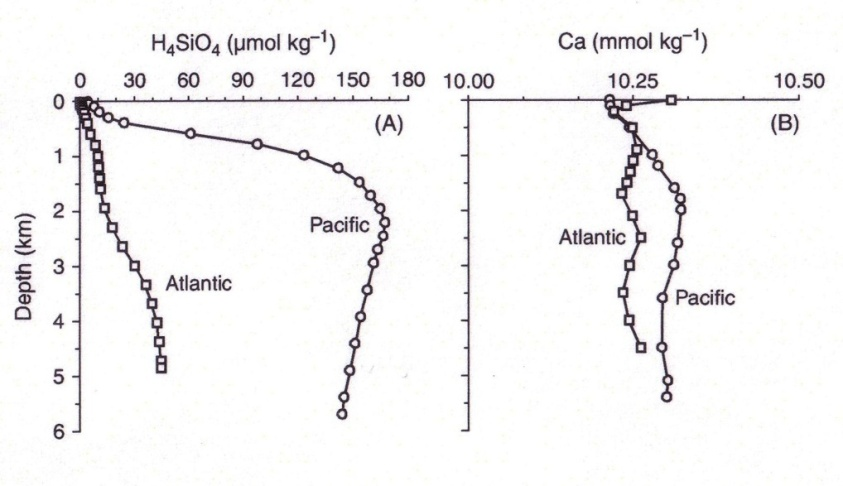 H₄SiO₄ (μmol kg⁻¹)
0 30 60 90 120 150 180
0
1
2
3
4
5
6
Depth (km)
(A)
Pacific
Atlantic
Ca (mmol kg⁻¹)
10.00 10.25 10.50
(B)
Atlantic
Pacific